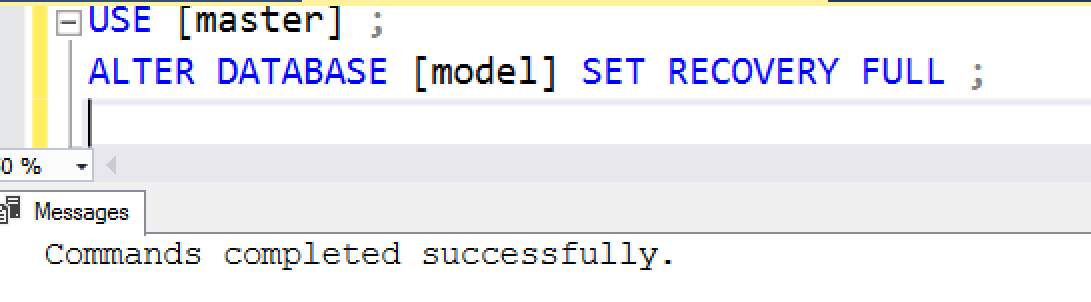 USE [master] ;
ALTER DATABASE [model] SET RECOVERY FULL ;
0 %
Messages
Commands completed successfully.